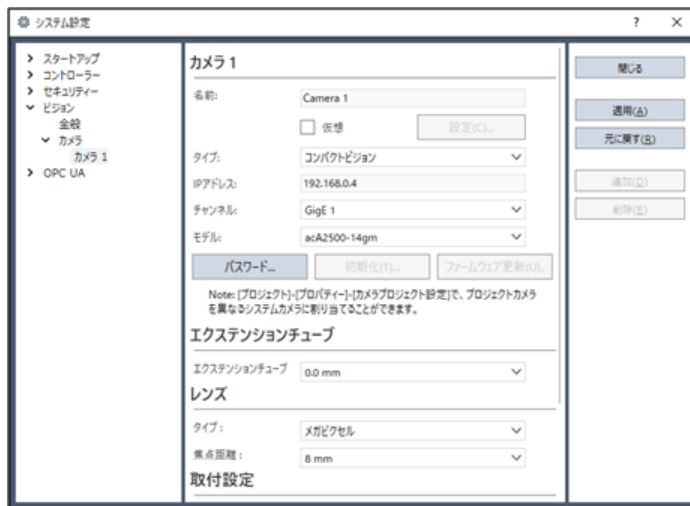 システム設定
? ×
スタートアップ
コントローラー
セキュリティー
ビジョン
全般
カメラ
カメラ 1
OPC UA
カメラ 1
名前: Camera 1
仮想 設定(C)...
タイプ: コンパクトビジョン
IPアドレス: 192.168.0.4
チャンネル: GigE 1
モデル: acA2500-14gm
パスワード... 初期化(T)... ファームウェア更新(U)...
Note: [プロジェクト]-[プロパティー]-[カメラプロジェクト設定]で、プロジェクトカメラ
を異なるシステムカメラに割り当てることができます。
エクステンションチューブ
エクステンションチューブ 0.0 mm
レンズ
タイプ: メガピクセル
焦点距離: 8 mm
取付設定
閉じる
適用(A)
元に戻す(R)
追加(D)
削除(E)